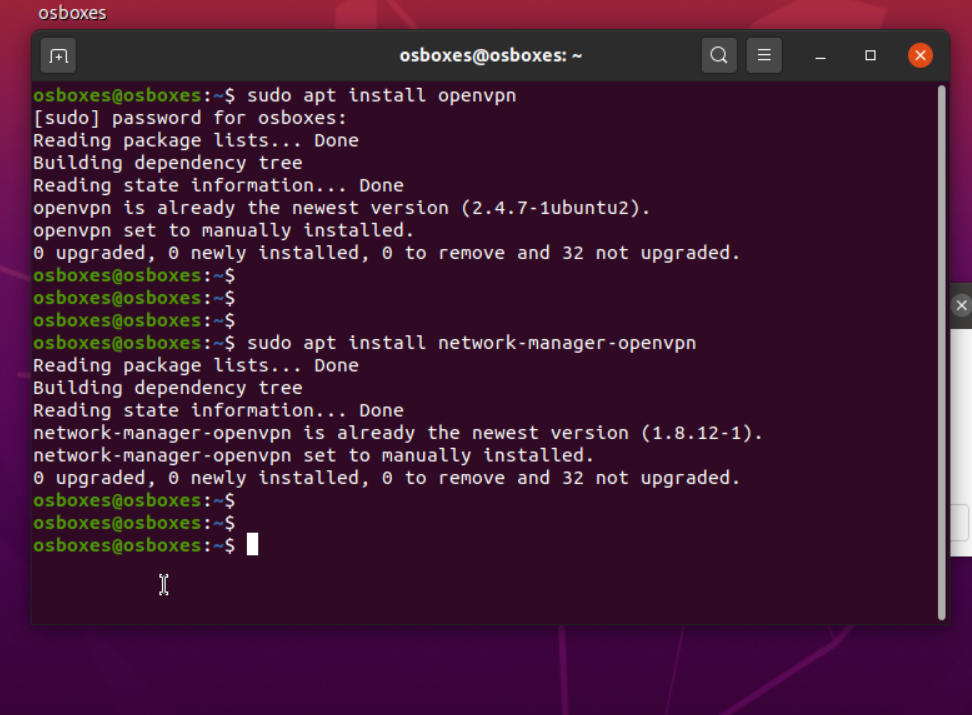 osboxes
osboxes@osboxes: ~
osboxes@osboxes:~$ sudo apt install openvpn
[sudo] password for osboxes:
Reading package lists... Done
Building dependency tree
Reading state information... Done
openvpn is already the newest version (2.4.7-1ubuntu2).
openvpn set to manually installed.
0 upgraded, 0 newly installed, 0 to remove and 32 not upgraded.
osboxes@osboxes:~$
osboxes@osboxes:~$
osboxes@osboxes:~$
osboxes@osboxes:~$ sudo apt install network-manager-openvpn
Reading package lists... Done
Building dependency tree
Reading state information... Done
network-manager-openvpn is already the newest version (1.8.12-1).
network-manager-openvpn set to manually installed.
0 upgraded, 0 newly installed, 0 to remove and 32 not upgraded.
osboxes@osboxes:~$
osboxes@osboxes:~$
osboxes@osboxes:~$